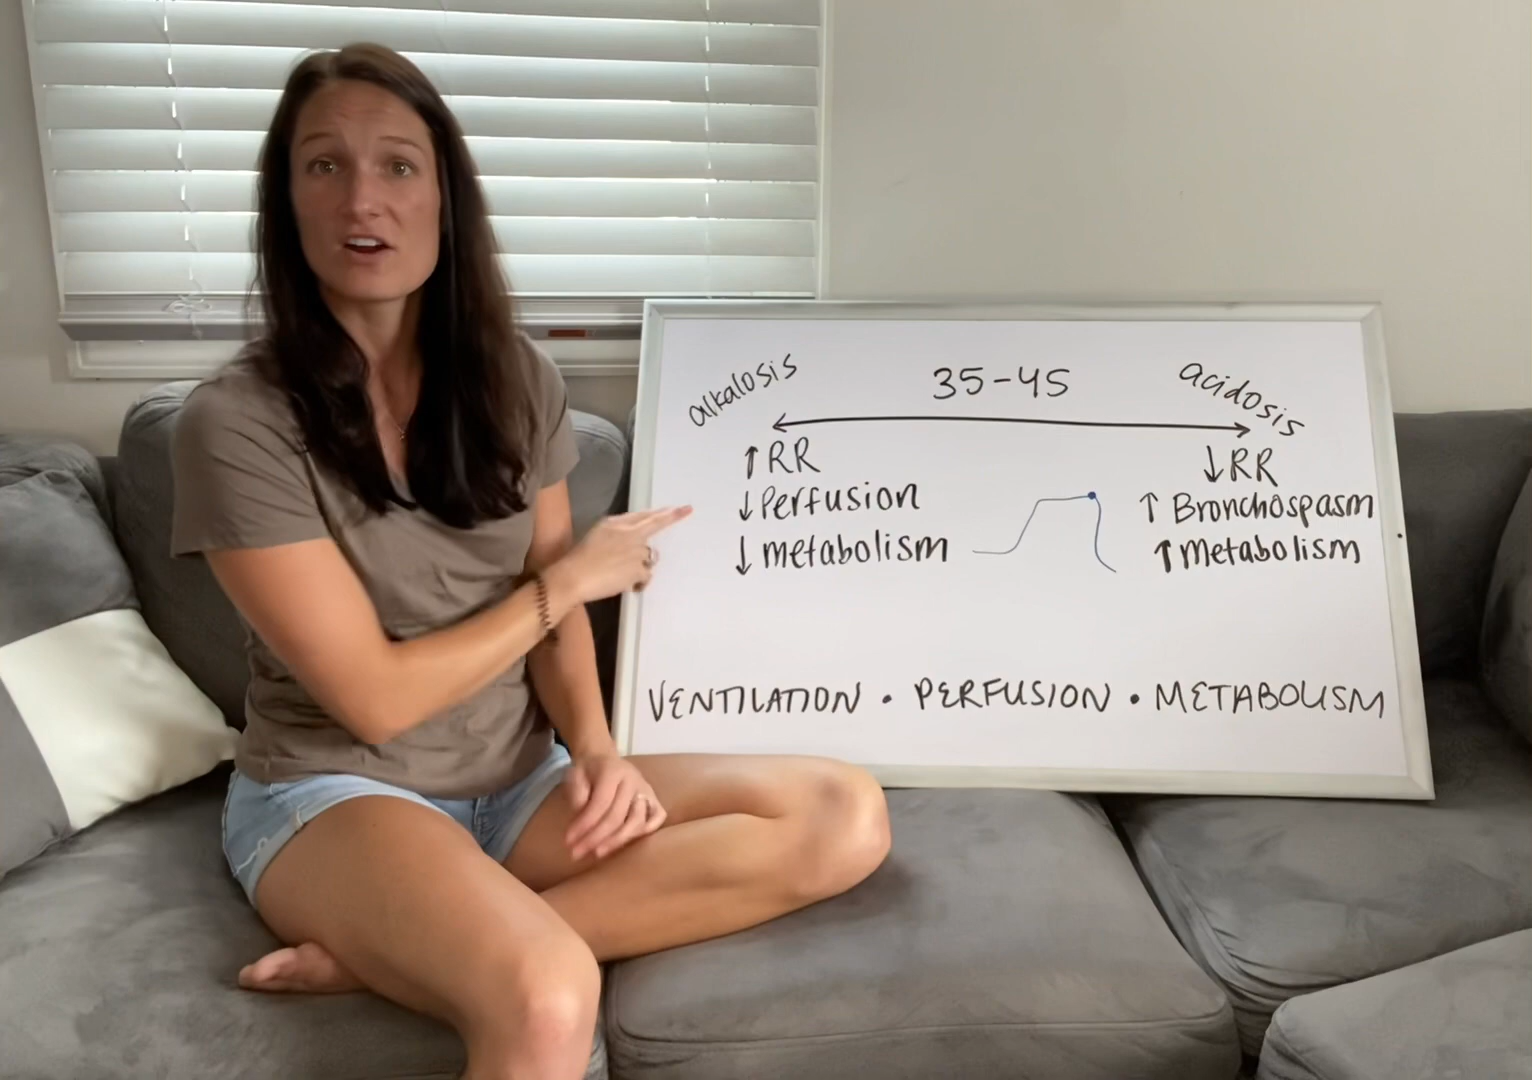 alkalosis 35-45 acidosis
↑RR ↓RR
↓Perfusion ↑ Bronchospasm
↓ metabolism ↑Metabolism
VENTILATION • PERFUSION • METABOLISM